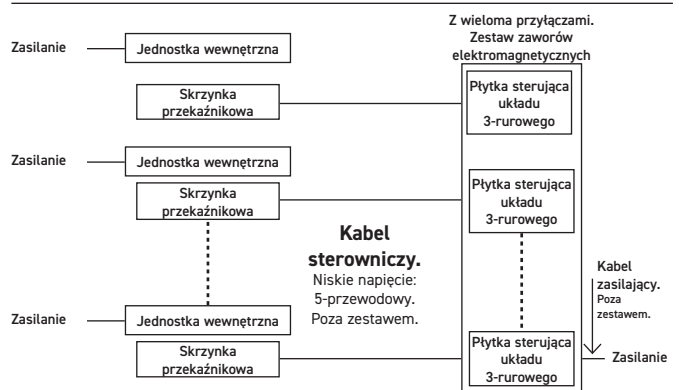 Z wieloma przyłączami.
Zestaw zaworów
elektromagnetycznych
Zasilanie
Jednostka wewnętrzna
Skrzynka
przekaźnikowa
Płytka sterująca
układu
3-rurowego
Zasilanie
Jednostka wewnętrzna
Skrzynka
przekaźnikowa
Płytka sterująca
układu
3-rurowego
Kabel
sterowniczy.
Niskie napięcie:
5-przewodowy.
Poza zestawem.
Kabel
zasilający.
Poza
zestawem.
Zasilanie
Jednostka wewnętrzna
Skrzynka
przekaźnikowa
Płytka sterująca
układu
3-rurowego
Zasilanie